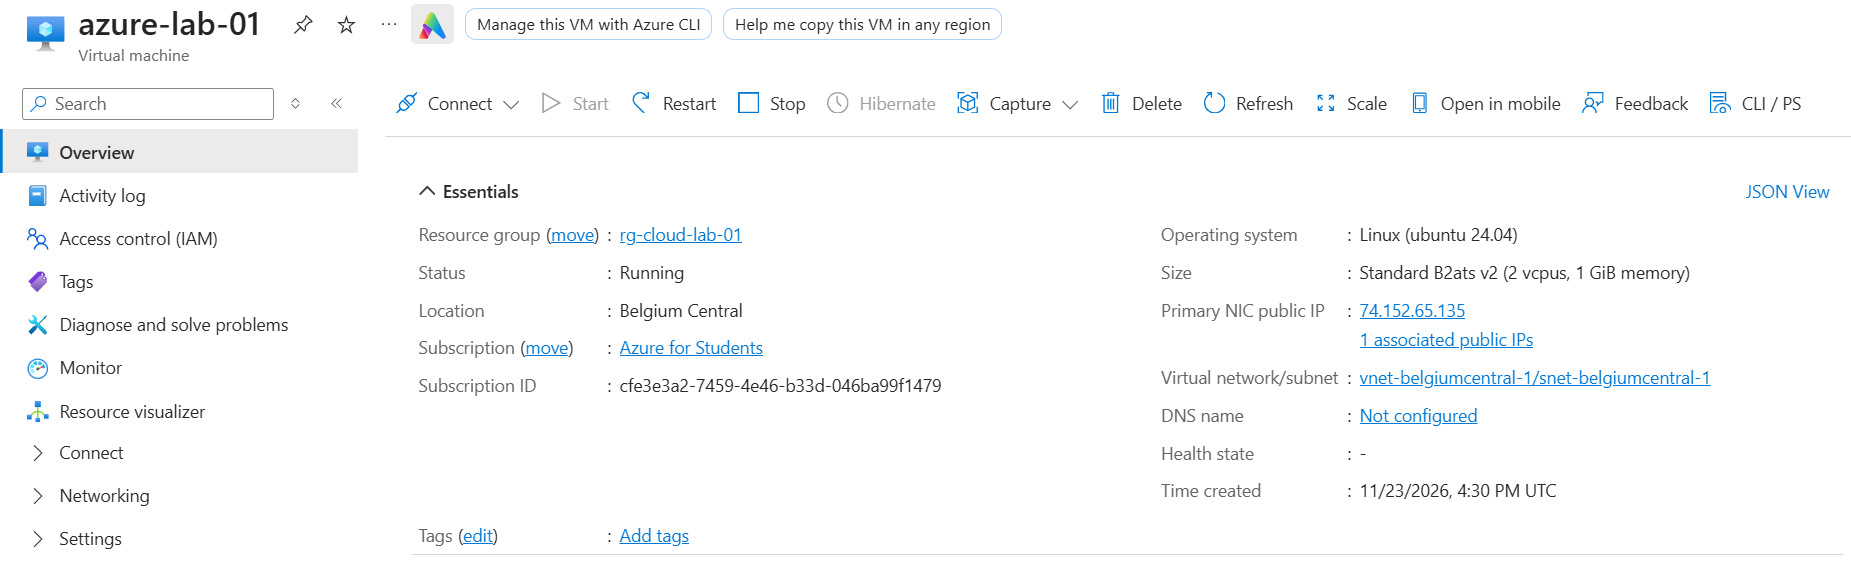 azure-lab-01
Virtual machine
Manage this VM with Azure CLI
Help me copy this VM in any region
Search
Connect
Start
Restart
Stop
Hibernate
Capture
Delete
Refresh
Scale
Open in mobile
Feedback
CLI / PS
Overview
Activity log
Access control (IAM)
Tags
Diagnose and solve problems
Monitor
Resource visualizer
Connect
Networking
Settings
Essentials
JSON View
Resource group (move) : rg-cloud-lab-01
Status : Running
Location : Belgium Central
Subscription (move) : Azure for Students
Subscription ID : cfe3e3a2-7459-4e46-b33d-046ba99f1479
Operating system : Linux (ubuntu 24.04)
Size : Standard B2ats v2 (2 vcpus, 1 GiB memory)
Primary NIC public IP : 74.152.65.135
1 associated public IPs
Virtual network/subnet : vnet-belgiumcentral-1/snet-belgiumcentral-1
DNS name : Not configured
Health state : -
Time created : 11/23/2026, 4:30 PM UTC
Tags (edit) : Add tags